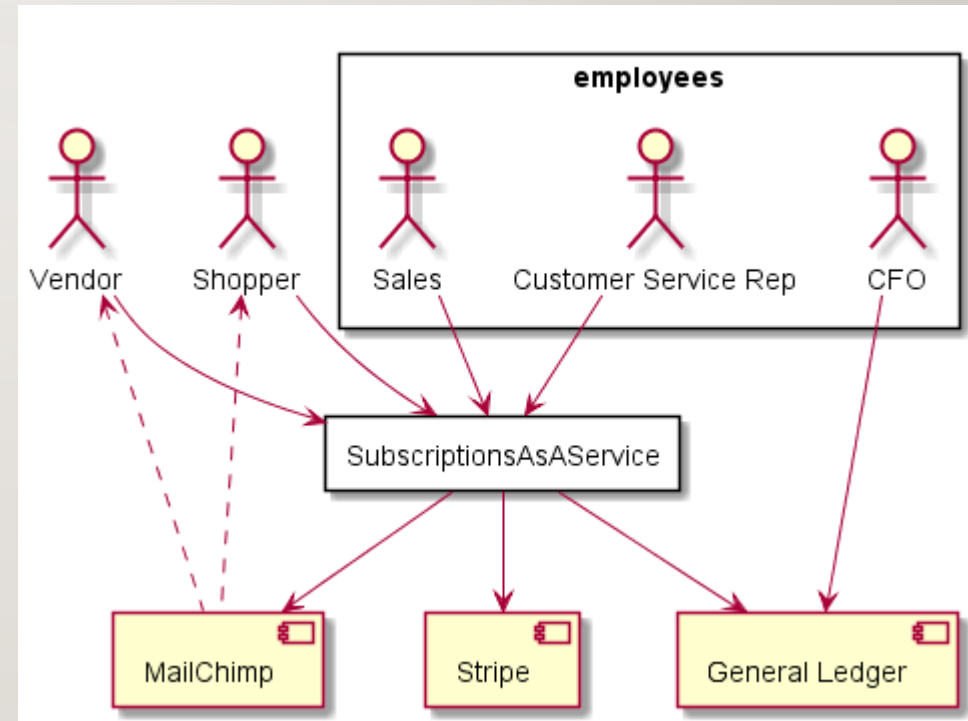 employees
Vendor
Shopper
Sales
Customer Service Rep
CFO
SubscriptionsAsAService
MailChimp
Stripe
General Ledger